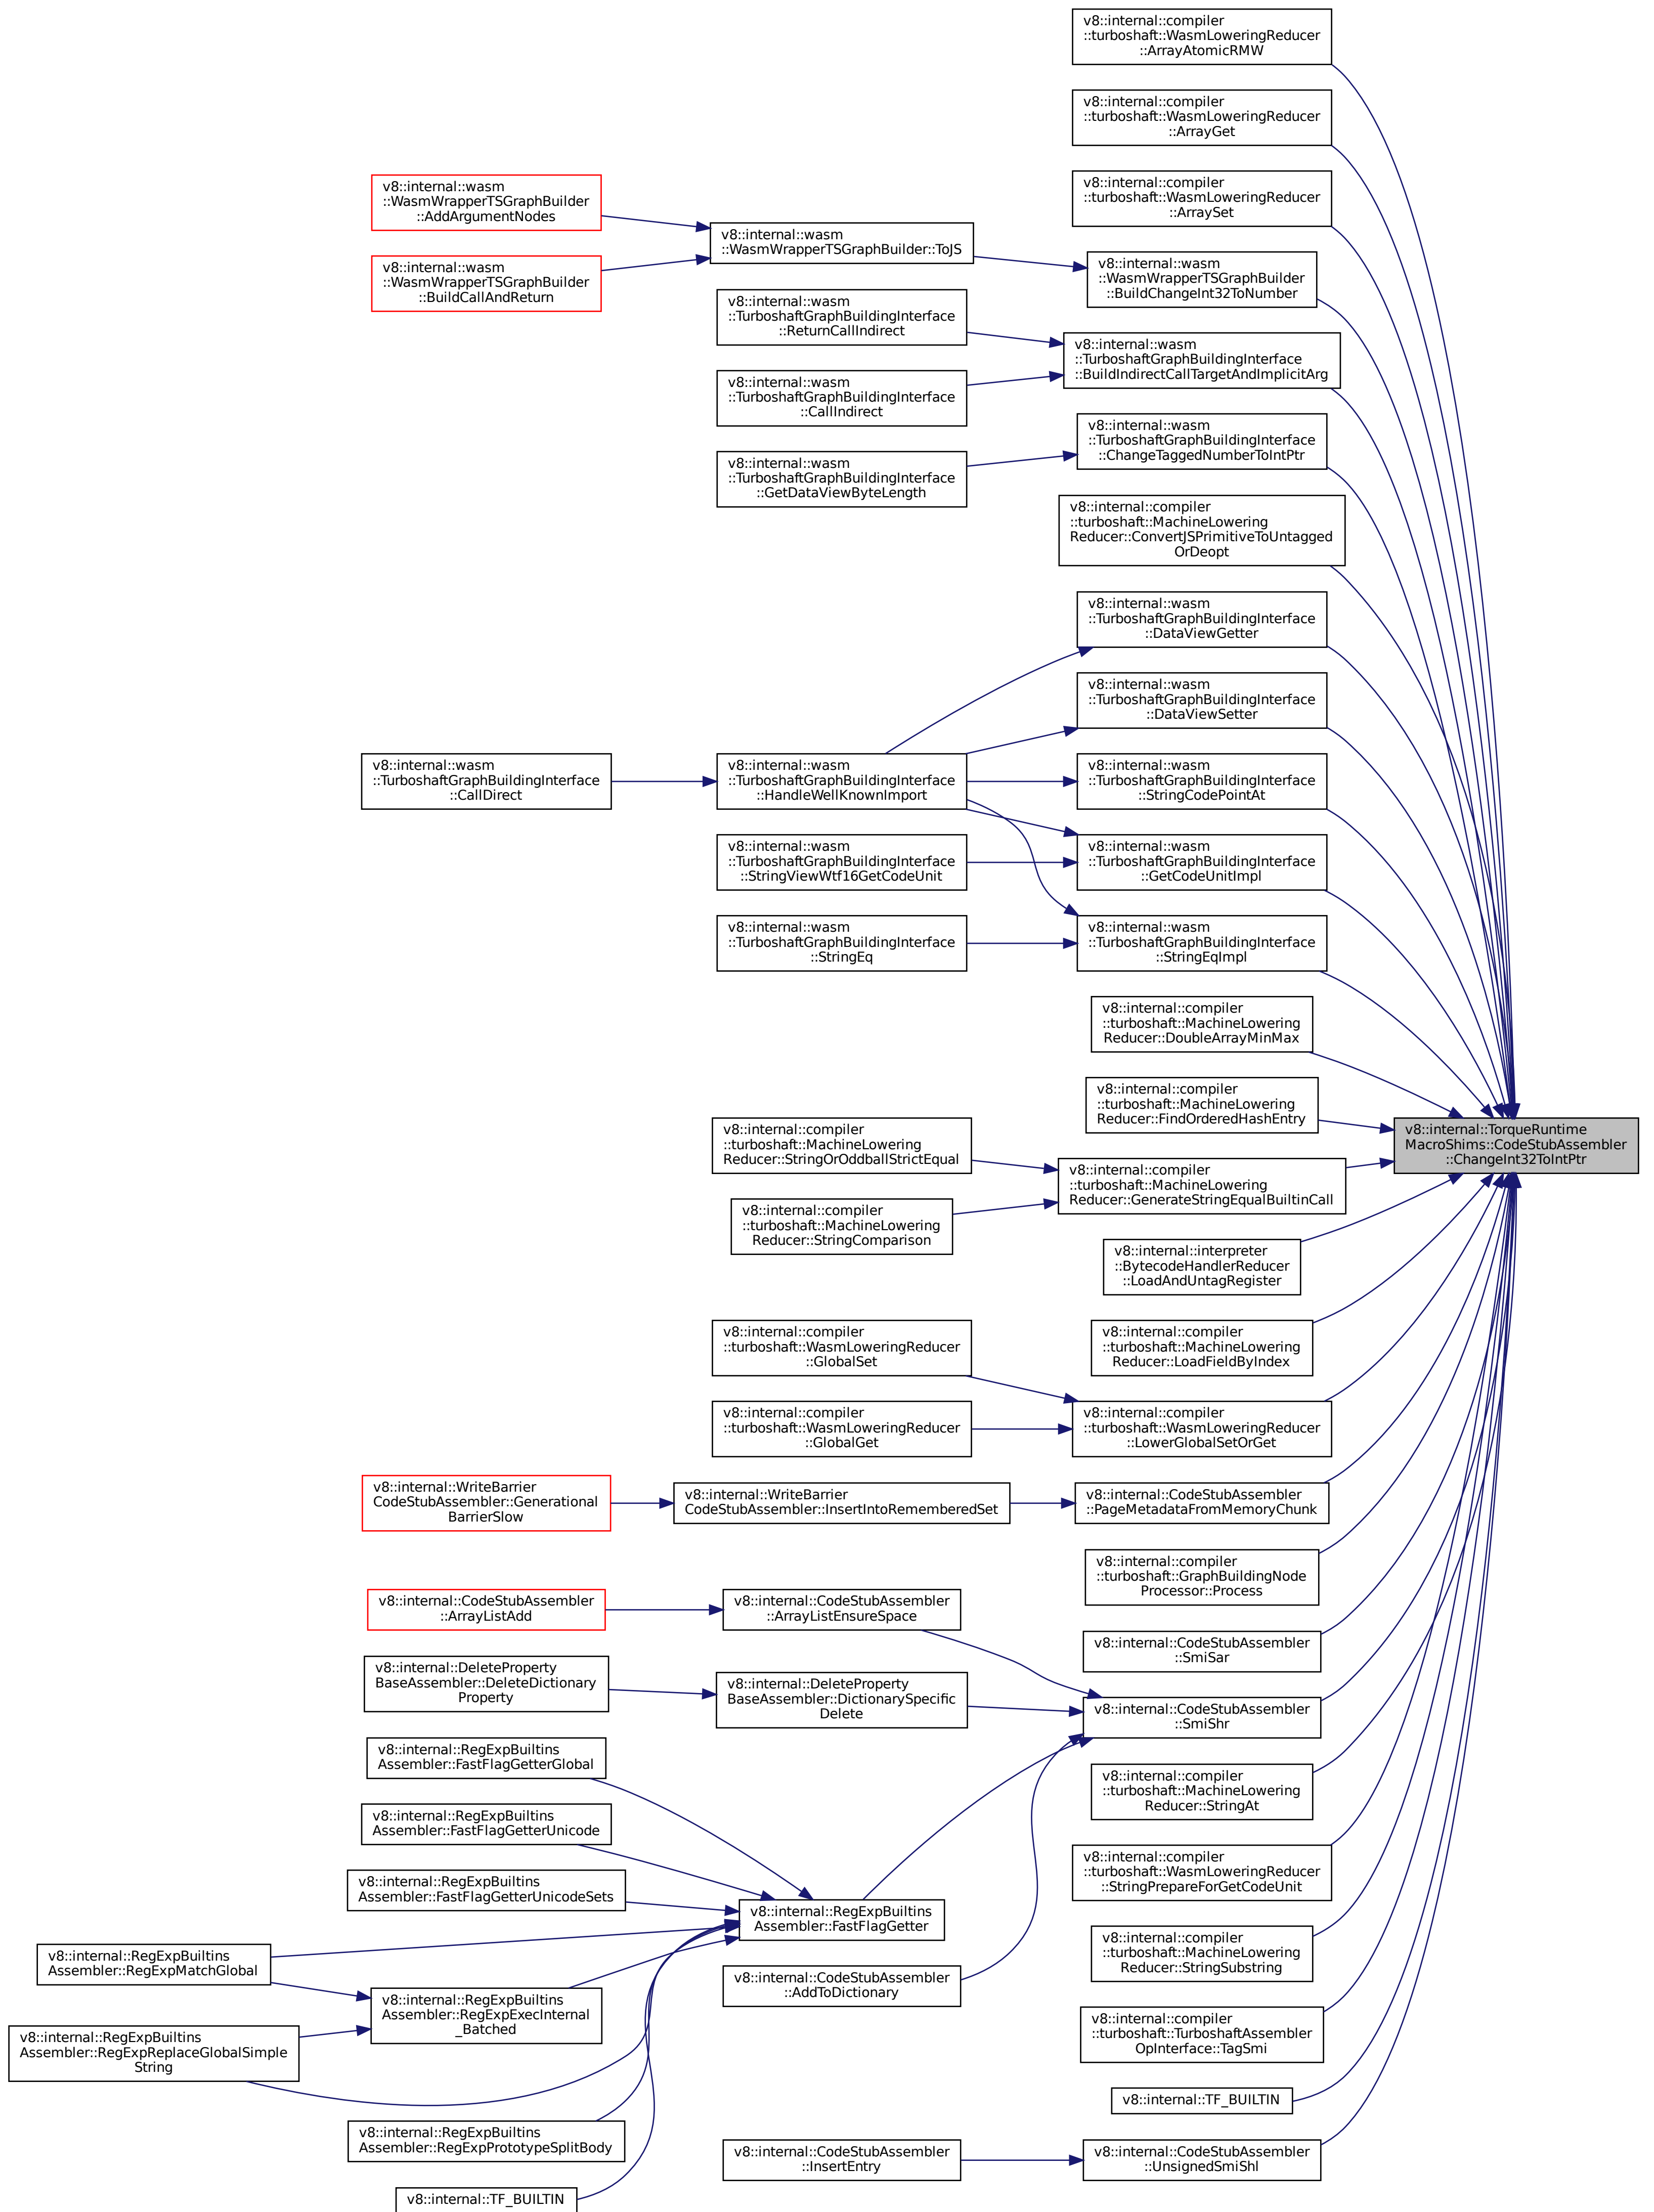 v8::internal::compiler
::turboshaft::WasmLoweringReducer
::ArrayAtomicRMW
v8::internal::compiler
::turboshaft::WasmLoweringReducer
::ArrayGet
v8::internal::compiler
::turboshaft::WasmLoweringReducer
::ArraySet
v8::internal::wasm
::WasmWrapperTSGraphBuilder
::AddArgumentNodes
v8::internal::wasm
::WasmWrapperTSGraphBuilder::ToJS
v8::internal::wasm
::WasmWrapperTSGraphBuilder
::BuildChangeInt32ToNumber
v8::internal::wasm
::WasmWrapperTSGraphBuilder
::BuildCallAndReturn
v8::internal::wasm
::TurboshaftGraphBuildingInterface
::ReturnCallIndirect
v8::internal::wasm
::TurboshaftGraphBuildingInterface
::BuildIndirectCallTargetAndImplicitArg
v8::internal::wasm
::TurboshaftGraphBuildingInterface
::CallIndirect
v8::internal::wasm
::TurboshaftGraphBuildingInterface
::ChangeTaggedNumberToIntPtr
v8::internal::wasm
::TurboshaftGraphBuildingInterface
::GetDataViewByteLength
v8::internal::compiler
::turboshaft::MachineLowering
Reducer::ConvertJSPrimitiveToUntagged
OrDeopt
v8::internal::wasm
::TurboshaftGraphBuildingInterface
::DataViewGetter
v8::internal::wasm
::TurboshaftGraphBuildingInterface
::DataViewSetter
v8::internal::wasm
::TurboshaftGraphBuildingInterface
::CallDirect
v8::internal::wasm
::TurboshaftGraphBuildingInterface
::HandleWellKnownImport
v8::internal::wasm
::TurboshaftGraphBuildingInterface
::StringCodePointAt
v8::internal::wasm
::TurboshaftGraphBuildingInterface
::StringViewWtf16GetCodeUnit
v8::internal::wasm
::TurboshaftGraphBuildingInterface
::GetCodeUnitImpl
v8::internal::wasm
::TurboshaftGraphBuildingInterface
::StringEq
v8::internal::wasm
::TurboshaftGraphBuildingInterface
::StringEqImpl
v8::internal::compiler
::turboshaft::MachineLowering
Reducer::DoubleArrayMinMax
v8::internal::compiler
::turboshaft::MachineLowering
Reducer::FindOrderedHashEntry
v8::internal::TorqueRuntime
MacroShims::CodeStubAssembler
::ChangeInt32ToIntPtr
v8::internal::compiler
::turboshaft::MachineLowering
Reducer::StringOrOddballStrictEqual
v8::internal::compiler
::turboshaft::MachineLowering
Reducer::GenerateStringEqualBuiltinCall
v8::internal::compiler
::turboshaft::MachineLowering
Reducer::StringComparison
v8::internal::interpreter
::BytecodeHandlerReducer
::LoadAndUntagRegister
v8::internal::compiler
::turboshaft::MachineLowering
Reducer::LoadFieldByIndex
v8::internal::compiler
::turboshaft::WasmLoweringReducer
::GlobalSet
v8::internal::compiler
::turboshaft::WasmLoweringReducer
::GlobalGet
v8::internal::compiler
::turboshaft::WasmLoweringReducer
::LowerGlobalSetOrGet
v8::internal::WriteBarrier
CodeStubAssembler::Generational
BarrierSlow
v8::internal::WriteBarrier
CodeStubAssembler::InsertIntoRememberedSet
v8::internal::CodeStubAssembler
::PageMetadataFromMemoryChunk
v8::internal::compiler
::turboshaft::GraphBuildingNode
Processor::Process
v8::internal::CodeStubAssembler
::ArrayListAdd
v8::internal::CodeStubAssembler
::ArrayListEnsureSpace
v8::internal::CodeStubAssembler
::SmiSar
v8::internal::DeleteProperty
BaseAssembler::DeleteDictionary
Property
v8::internal::DeleteProperty
BaseAssembler::DictionarySpecific
Delete
v8::internal::CodeStubAssembler
::SmiShr
v8::internal::RegExpBuiltins
Assembler::FastFlagGetterGlobal
v8::internal::compiler
::turboshaft::MachineLowering
Reducer::StringAt
v8::internal::RegExpBuiltins
Assembler::FastFlagGetterUnicode
v8::internal::compiler
::turboshaft::WasmLoweringReducer
::StringPrepareForGetCodeUnit
v8::internal::RegExpBuiltins
Assembler::FastFlagGetterUnicodeSets
v8::internal::RegExpBuiltins
Assembler::FastFlagGetter
v8::internal::compiler
::turboshaft::MachineLowering
Reducer::StringSubstring
v8::internal::RegExpBuiltins
Assembler::RegExpMatchGlobal
v8::internal::CodeStubAssembler
::AddToDictionary
v8::internal::RegExpBuiltins
Assembler::RegExpExecInternal
_Batched
v8::internal::compiler
::turboshaft::TurboshaftAssembler
OpInterface::TagSmi
v8::internal::RegExpBuiltins
Assembler::RegExpReplaceGlobalSimple
String
v8::internal::TF_BUILTIN
v8::internal::RegExpBuiltins
Assembler::RegExpPrototypeSplitBody
v8::internal::CodeStubAssembler
::InsertEntry
v8::internal::CodeStubAssembler
::UnsignedSmiShl
v8::internal::TF_BUILTIN